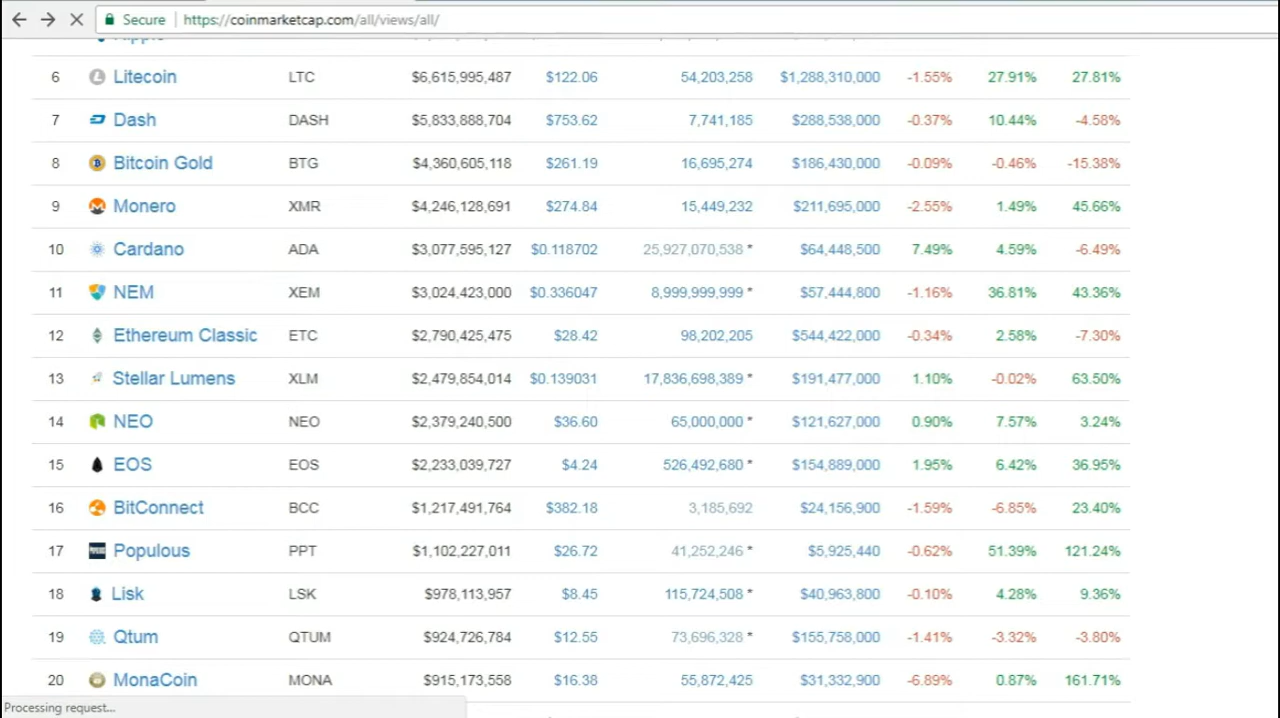 Secure https://coinmarketcap.com/all/views/all/
6 Litecoin LTC $6,615,995,487 $122.06 54,203,258 $1,288,310,000 -1.55% 27.91% 27.81%
7 Dash DASH $5,833,888,704 $753.62 7,741,185 $288,538,000 -0.37% 10.44% -4.58%
8 Bitcoin Gold BTG $4,360,605,118 $261.19 16,695,274 $186,430,000 -0.09% -0.46% -15.38%
9 Monero XMR $4,246,128,691 $274.84 15,449,232 $211,695,000 -2.55% 1.49% 45.66%
10 Cardano ADA $3,077,595,127 $0.118702 25,927,070,538 * $64,448,500 7.49% 4.59% -6.49%
11 NEM XEM $3,024,423,000 $0.336047 8,999,999,999 * $57,444,800 -1.16% 36.81% 43.36%
12 Ethereum Classic ETC $2,790,425,475 $28.42 98,202,205 $544,422,000 -0.34% 2.58% -7.30%
13 Stellar Lumens XLM $2,479,854,014 $0.139031 17,836,698,389 * $191,477,000 1.10% -0.02% 63.50%
14 NEO NEO $2,379,240,500 $36.60 65,000,000 * $121,627,000 0.90% 7.57% 3.24%
15 EOS EOS $2,233,039,727 $4.24 526,492,680 * $154,889,000 1.95% 6.42% 36.95%
16 BitConnect BCC $1,217,491,764 $382.18 3,185,692 $24,156,900 -1.59% -6.85% 23.40%
17 Populous PPT $1,102,227,011 $26.72 41,252,246 * $5,925,440 -0.62% 51.39% 121.24%
18 Lisk LSK $978,113,957 $8.45 115,724,508 * $40,963,800 -0.10% 4.28% 9.36%
19 Qtum QTUM $924,726,784 $12.55 73,696,328 * $155,758,000 -1.41% -3.32% -3.80%
20 MonaCoin MONA $915,173,558 $16.38 55,872,425 $31,332,900 -6.89% 0.87% 161.71%
Processing request...